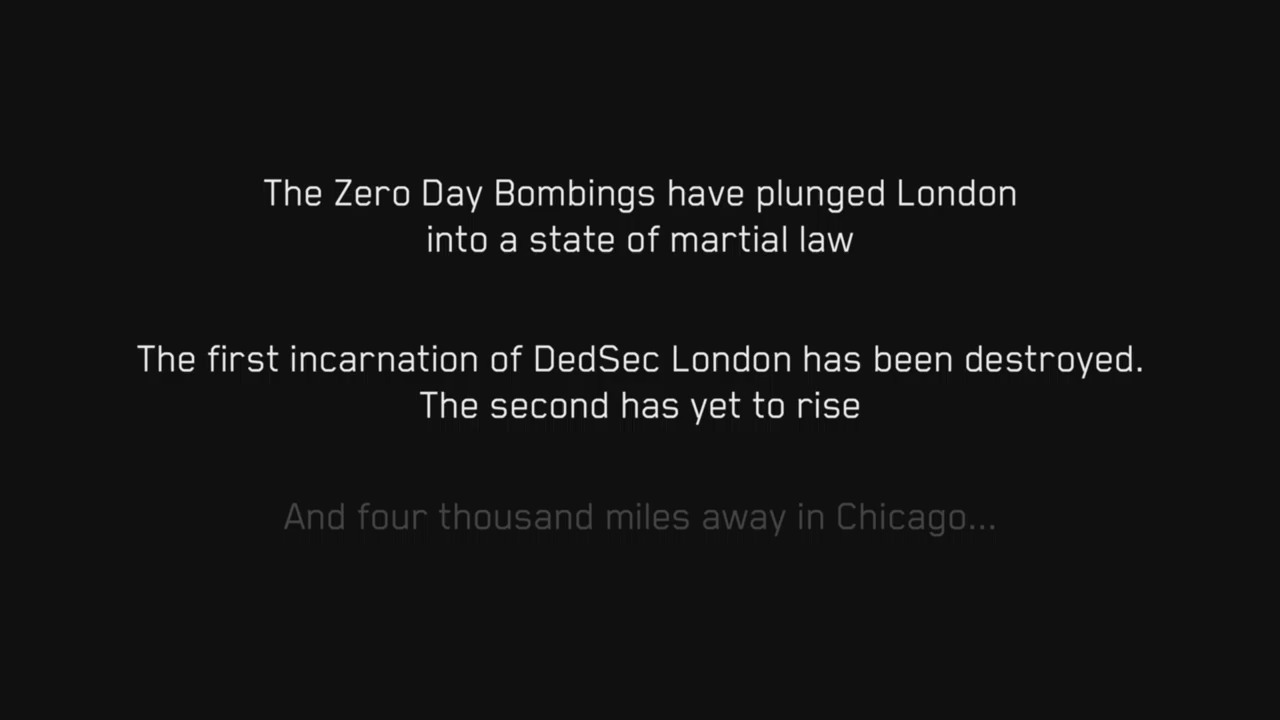 The Zero Day Bombings have plunged London
into a state of martial law
The first incarnation of DedSec London has been destroyed.
The second has yet to rise
And four thousand miles away in Chicago...